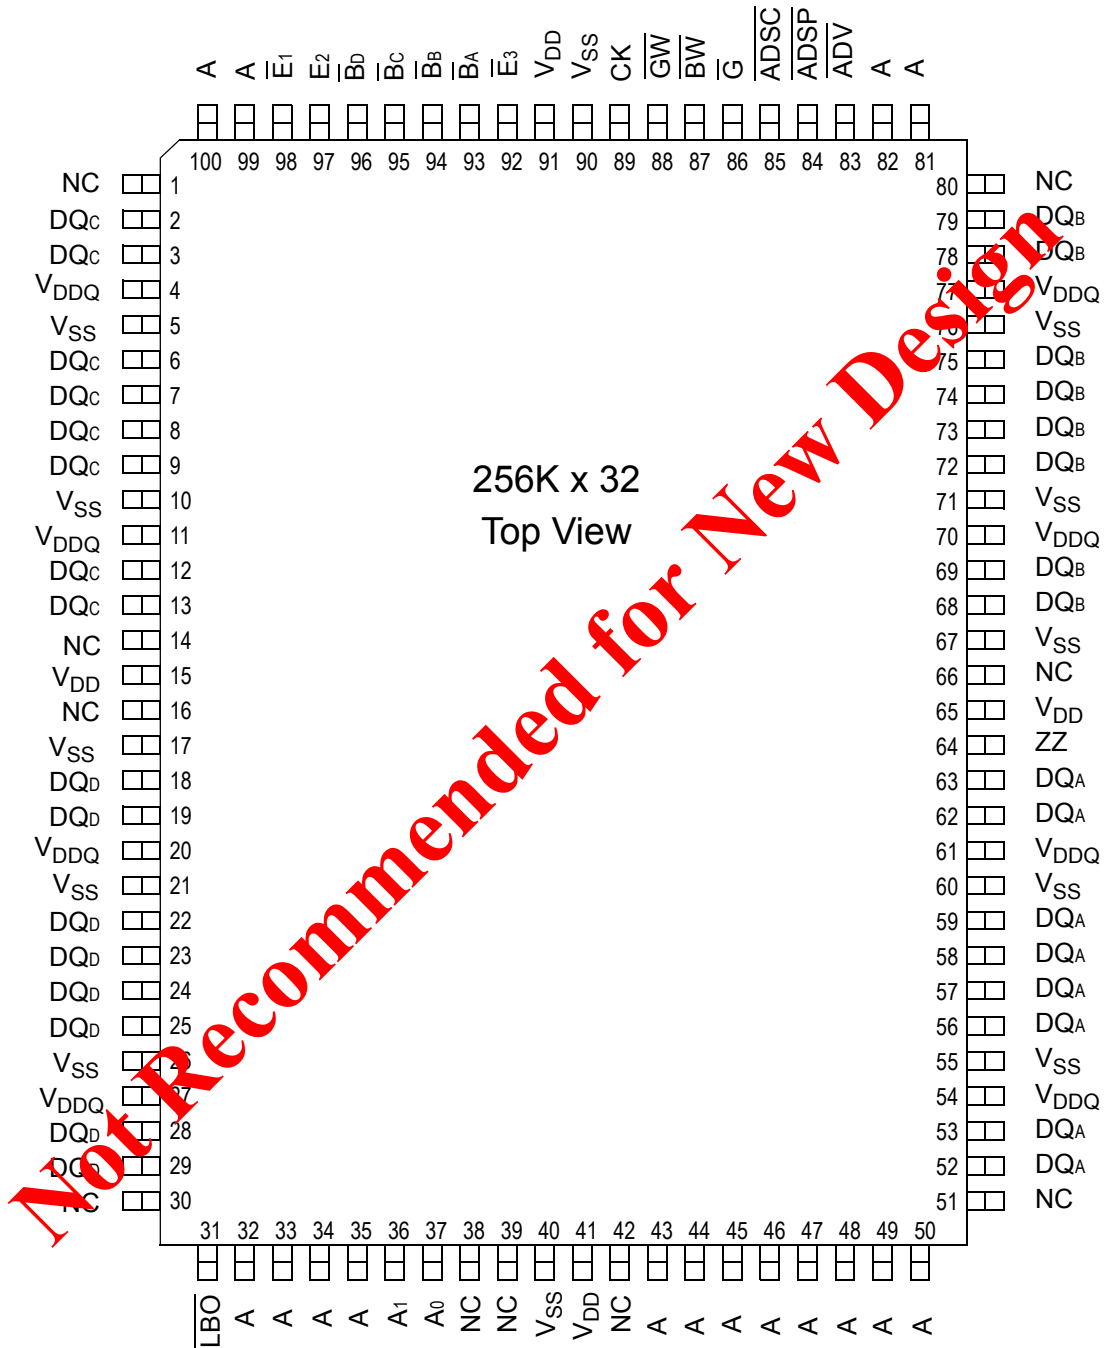 A A E1 E2 BD BC BB BA E3 VDD VSS CK GW BW G ADSC ADSP ADV A A
100 99 98 97 96 95 94 93 92 91 90 89 88 87 86 85 84 83 82 81
NC 1 80 NC
DQC 2 79 DQB
DQC 3 78 DQB
VDDQ 4 77 VDDQ
VSS 5 76 VSS
DQC 6 75 DQB
DQC 7 74 DQB
DQC 8 73 DQB
DQC 9 72 DQB
256K x 32
VSS 10 71 VSS
Top View
VDDQ 11 70 VDDQ
DQC 12 69 DQB
DQC 13 68 DQB
NC 14 67 VSS
VDD 15 66 NC
NC 16 65 VDD
VSS 17 64 ZZ
DQD 18 63 DQA
DQD 19 62 DQA
VDDQ 20 61 VDDQ
VSS 21 60 VSS
DQD 22 59 DQA
DQD 23 58 DQA
DQD 24 57 DQA
DQD 25 56 DQA
VSS 26 55 VSS
VDDQ 27 54 VDDQ
DQD 28 53 DQA
DQD 29 52 DQA
NC 30 51 NC
31 32 33 34 35 36 37 38 39 40 41 42 43 44 45 46 47 48 49 50
LBO A A A A A1 A0 NC NC VSS VDD NC A A A A A A A A
Not Recommended for New Design